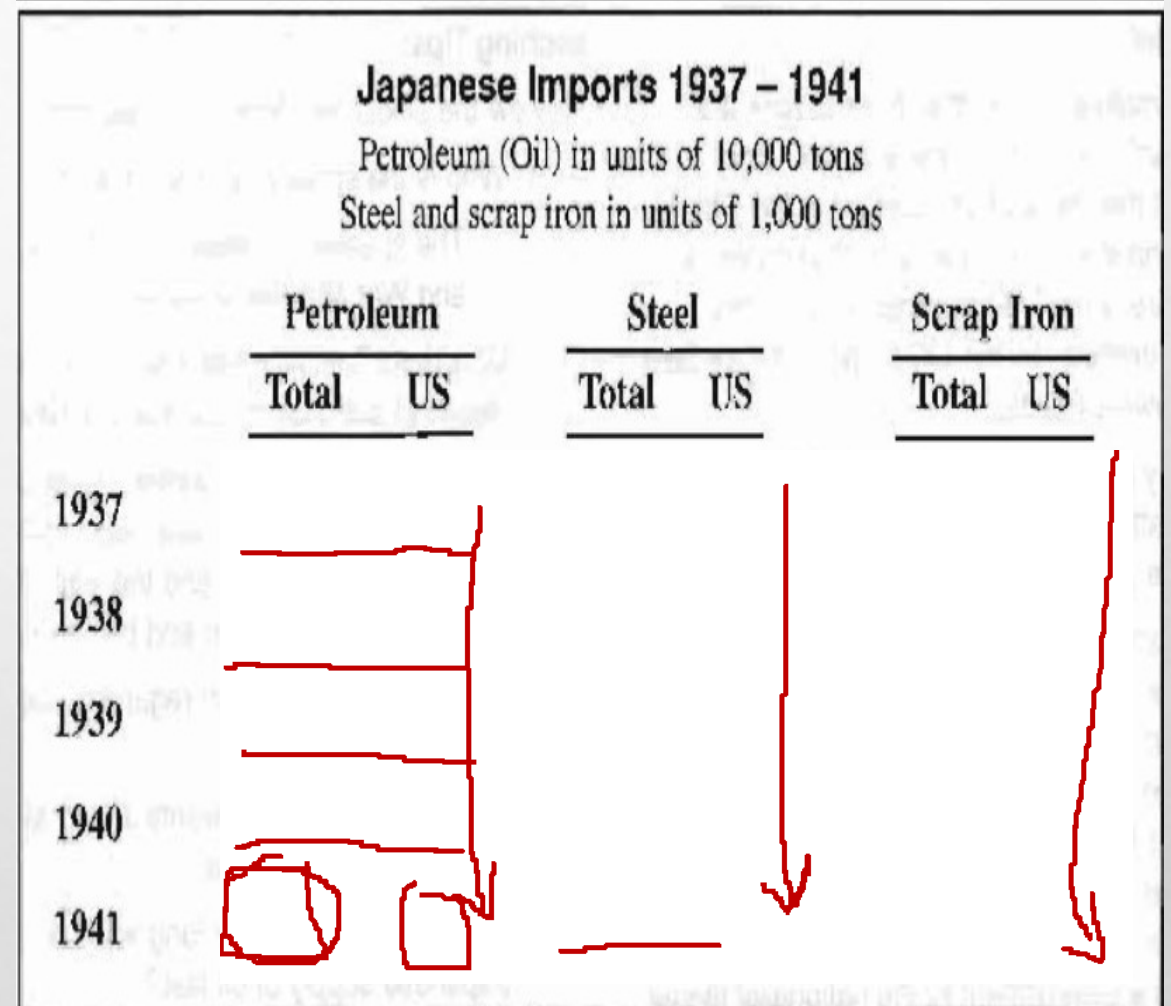 Japanese Imports 1937 – 1941
Petroleum (Oil) in units of 10,000 tons
Steel and scrap iron in units of 1,000 tons
Petroleum Steel Scrap Iron
Total US Total US Total US
1937
1938
1939
1940
1941